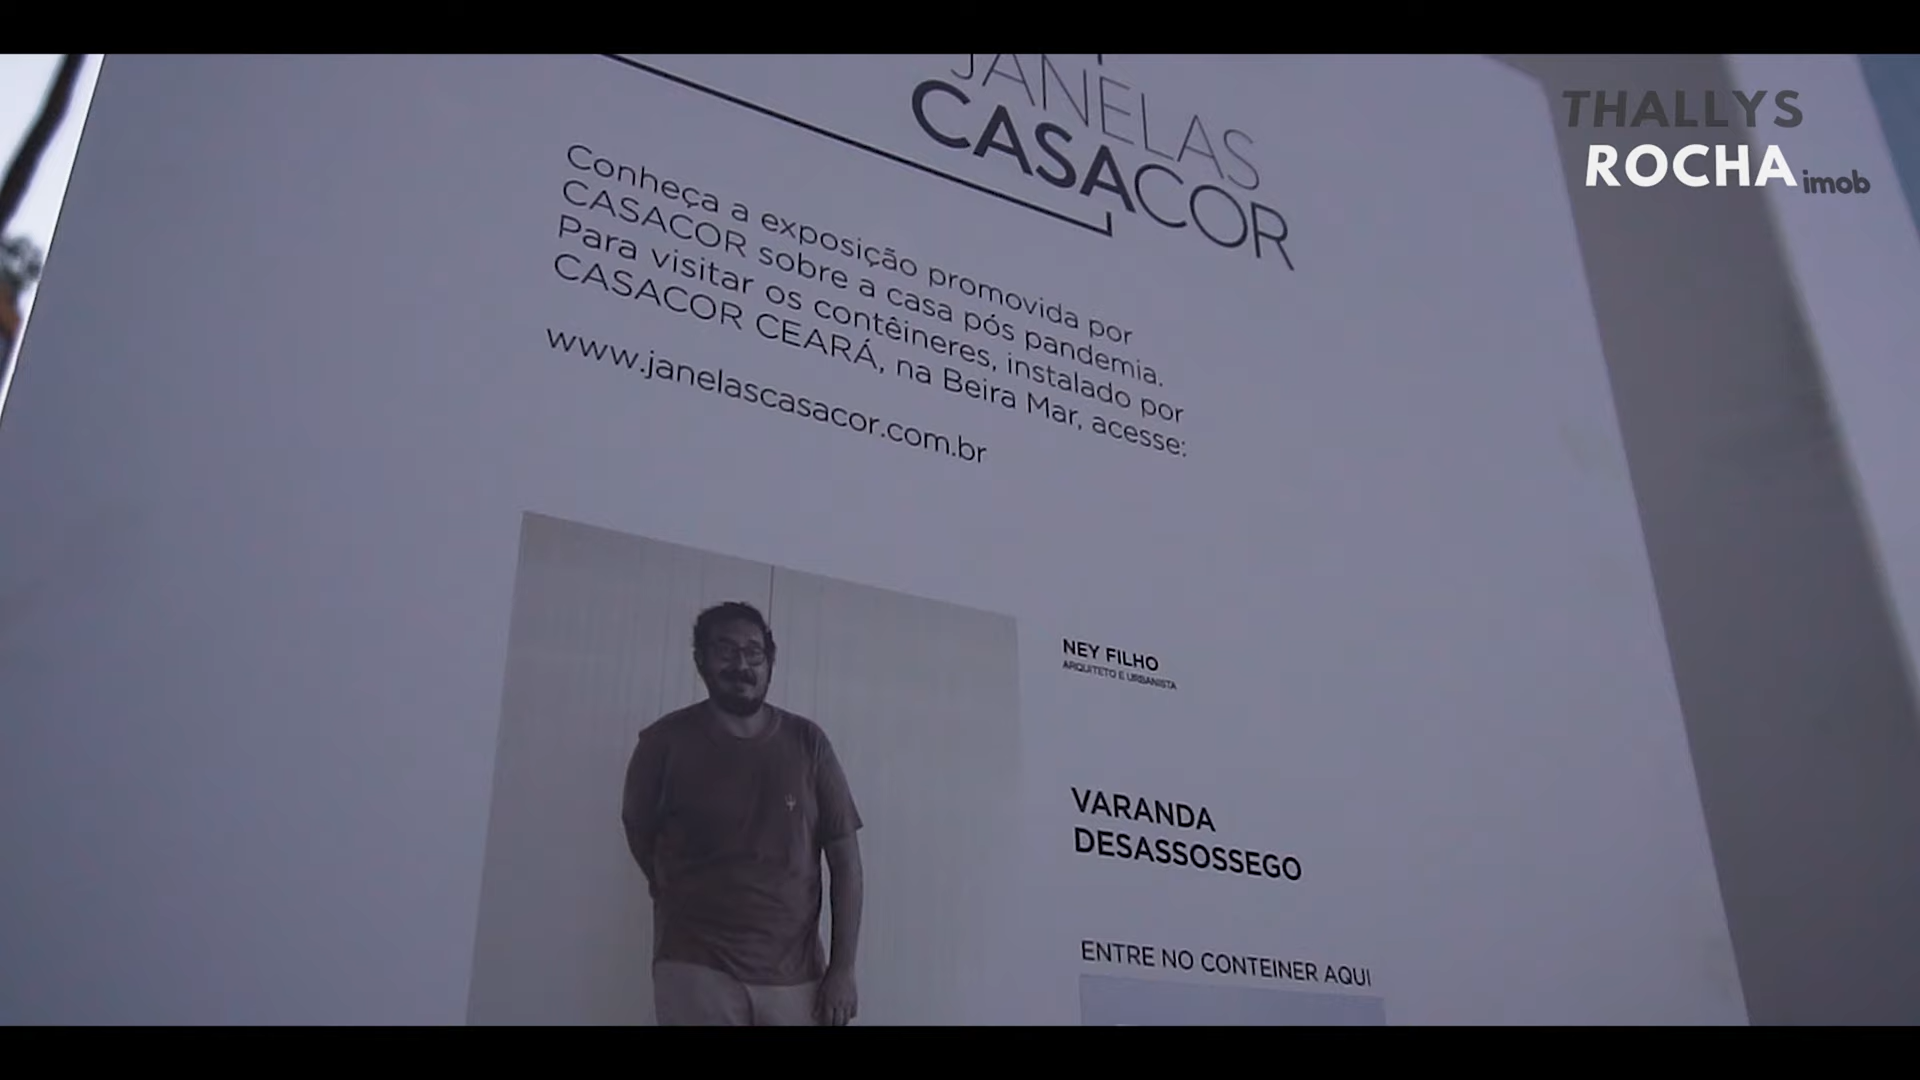 JANELAS
CASACOR
THALLYS
ROCHA imob
Conheça a exposição promovida por
CASACOR sobre a casa pós pandemia.
Para visitar os contêineres, instalado por
CASACOR CEARÁ, na Beira Mar, acesse:
www.janelascasacor.com.br
NEY FILHO
ARQUITETO E URBANISTA
VARANDA
DESASSOSSEGO
ENTRE NO CONTEINER AQUI